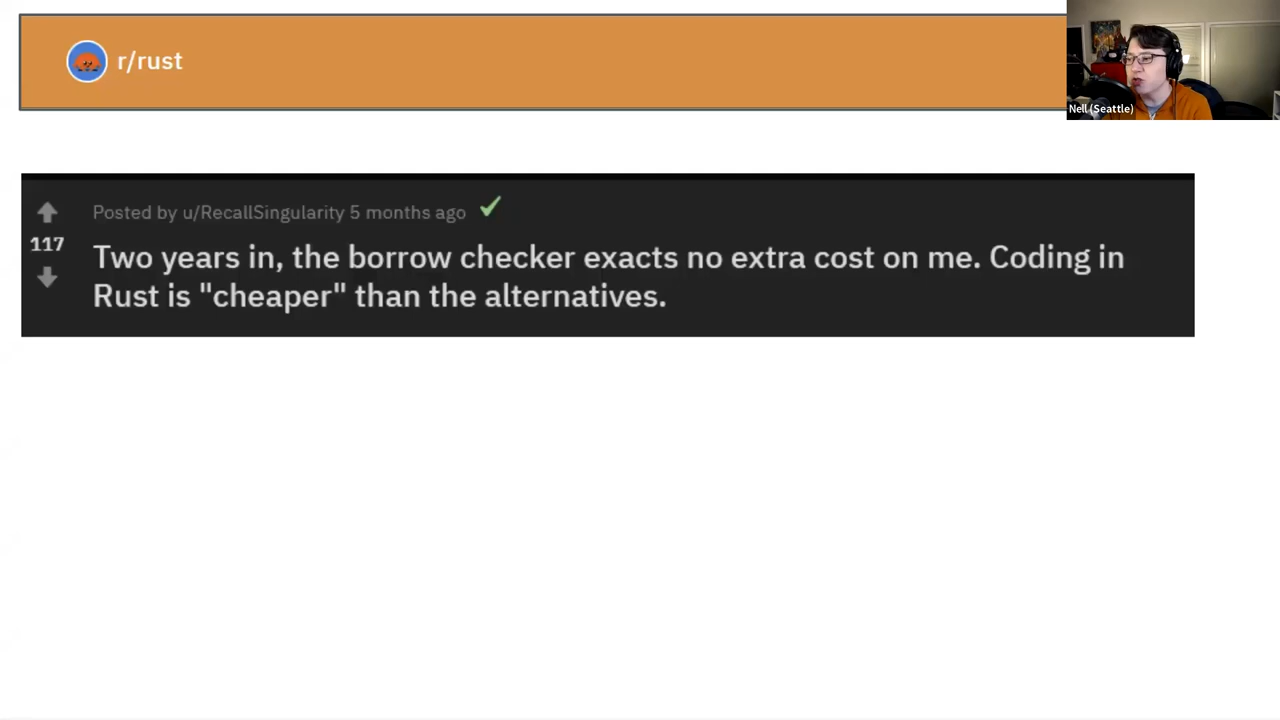 r/rust
Nell (Seattle)
Posted by u/RecallSingularity 5 months ago
117
Two years in, the borrow checker exacts no extra cost on me. Coding in
Rust is "cheaper" than the alternatives.